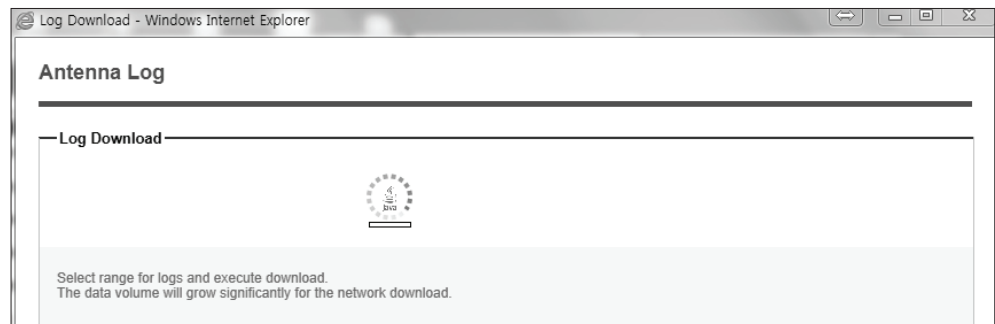 Log Download - Windows Internet Explorer
Antenna Log
Log Download
Java
Select range for logs and execute download.
The data volume will grow significantly for the network download.